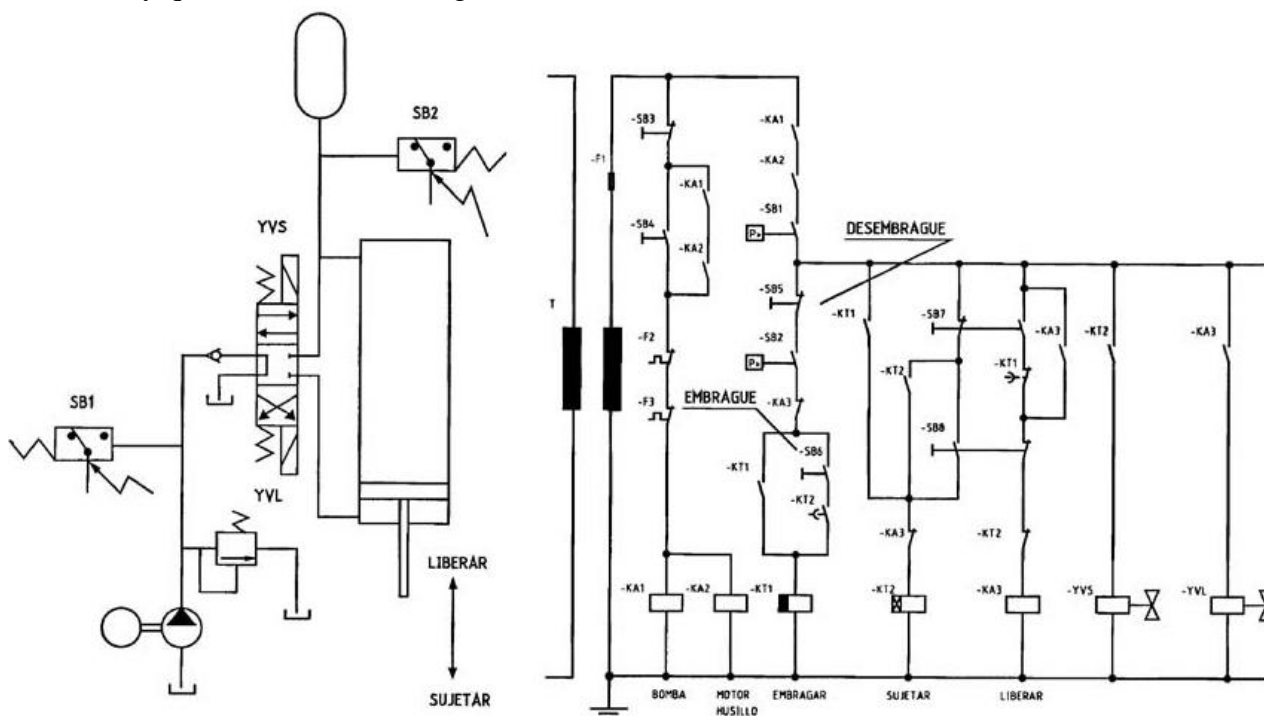 SB2
YVS
SB1
YVL
LIBERAR
SUJETAR
T
-F1
-SB3
-KA1
-SB4
-KA2
-F2
-F3
-KA1
-KA2
-SB1
P>
DESEMBRAGUE
-SB5
-SB2
P>
EMBRAGUE
-KA3
-SB6
-KT1
-KT2
-KT1
-SB7
-KT2
-SB8
-KA3
-KA3
-KT1
-KT2
-KT2
-KA3
-KA1
-KA2
-KT1
-KT2
-KA3
-YVS
-YVL
BOMBA
MOTOR
HUSILLO
EMBRAGAR
SUJETAR
LIBERAR